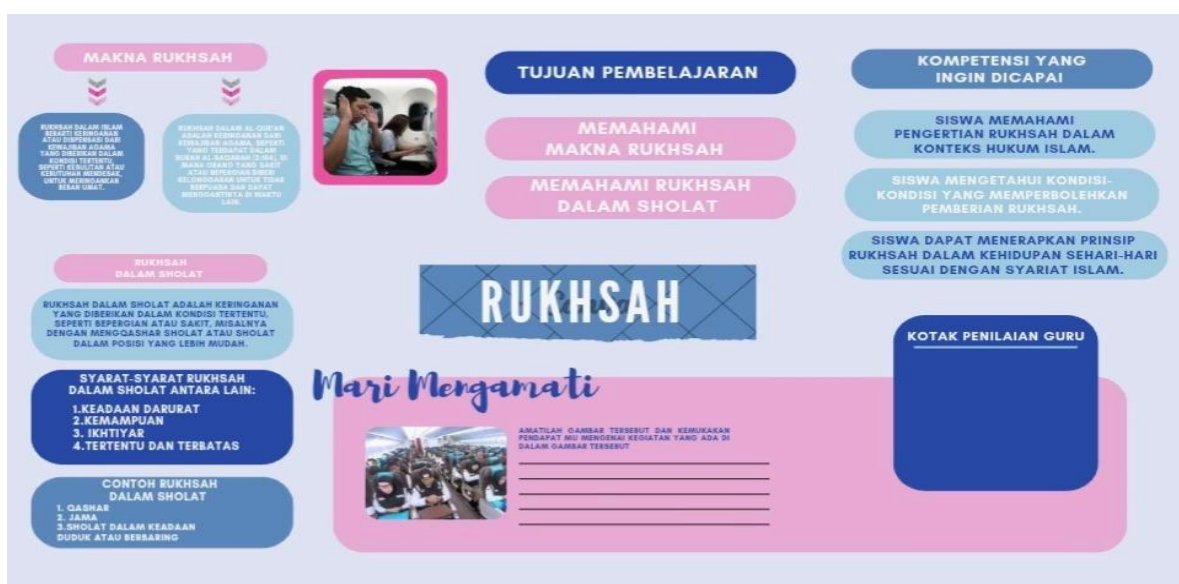 MAKNA RUKHSAH
RUKHSAH DALAM ISLAM
BERARTI KERINGANAN
ATAU DISPENSASI DARI
KEWAJIBAN AGAMA
YANG DIBERIKAN DALAM
KONDISI TERTENTU,
SEPERTI KESULITAN ATAU
KEBUTUHAN MENDESAK,
UNTUK MERINGANKAN
BEBAN UMAT.
RUKHSAH DALAM AL-QUR'AN
ADALAH KERINGANAN DARI
KEWAJIBAN AGAMA, SEPERTI
YANG TERDAPAT DALAM
SURAH AL-BAQARAH (2:184), DI
MANA ORANG YANG SAKIT
ATAU BEPERGIAN DIBERI
KELONGGARAN UNTUK TIDAK
BERPUASA DAN DAPAT
MENGGANTINYA DI WAKTU
LAIN.
RUKHSAH
DALAM SHOLAT
RUKHSAH DALAM SHOLAT ADALAH KERINGANAN
YANG DIBERIKAN DALAM KONDISI TERTENTU,
SEPERTI BEPERGIAN ATAU SAKIT, MISALNYA
DENGAN MENGQASHAR SHOLAT ATAU SHOLAT
DALAM POSISI YANG LEBIH MUDAH.
SYARAT-SYARAT RUKHSAH
DALAM SHOLAT ANTARA LAIN:
1.KEADAAN DARURAT
2.KEMAMPUAN
3. IKHTIYAR
4.TERTENTU DAN TERBATAS
CONTOH RUKHSAH
DALAM SHOLAT
1. QASHAR
2. JAMA
3.SHOLAT DALAM KEADAAN
DUDUK ATAU BERBARING
TUJUAN PEMBELAJARAN
MEMAHAMI
MAKNA RUKHSAH
MEMAHAMI RUKHSAH
DALAM SHOLAT
RUKHSAH
Mari Mengamati
AMATILAH GAMBAR TERSEBUT DAN KEMUKAKAN
PENDAPAT MU MENGENAI KEGIATAN YANG ADA DI
DALAM GAMBAR TERSEBUT
KOMPETENSI YANG
INGIN DICAPAI
SISWA MEMAHAMI
PENGERTIAN RUKHSAH DALAM
KONTEKS HUKUM ISLAM.
SISWA MENGETAHUI KONDISI-
KONDISI YANG MEMPERBOLEHKAN
PEMBERIAN RUKHSAH.
SISWA DAPAT MENERAPKAN PRINSIP
RUKHSAH DALAM KEHIDUPAN SEHARI-HARI
SESUAI DENGAN SYARIAT ISLAM.
KOTAK PENILAIAN GURU